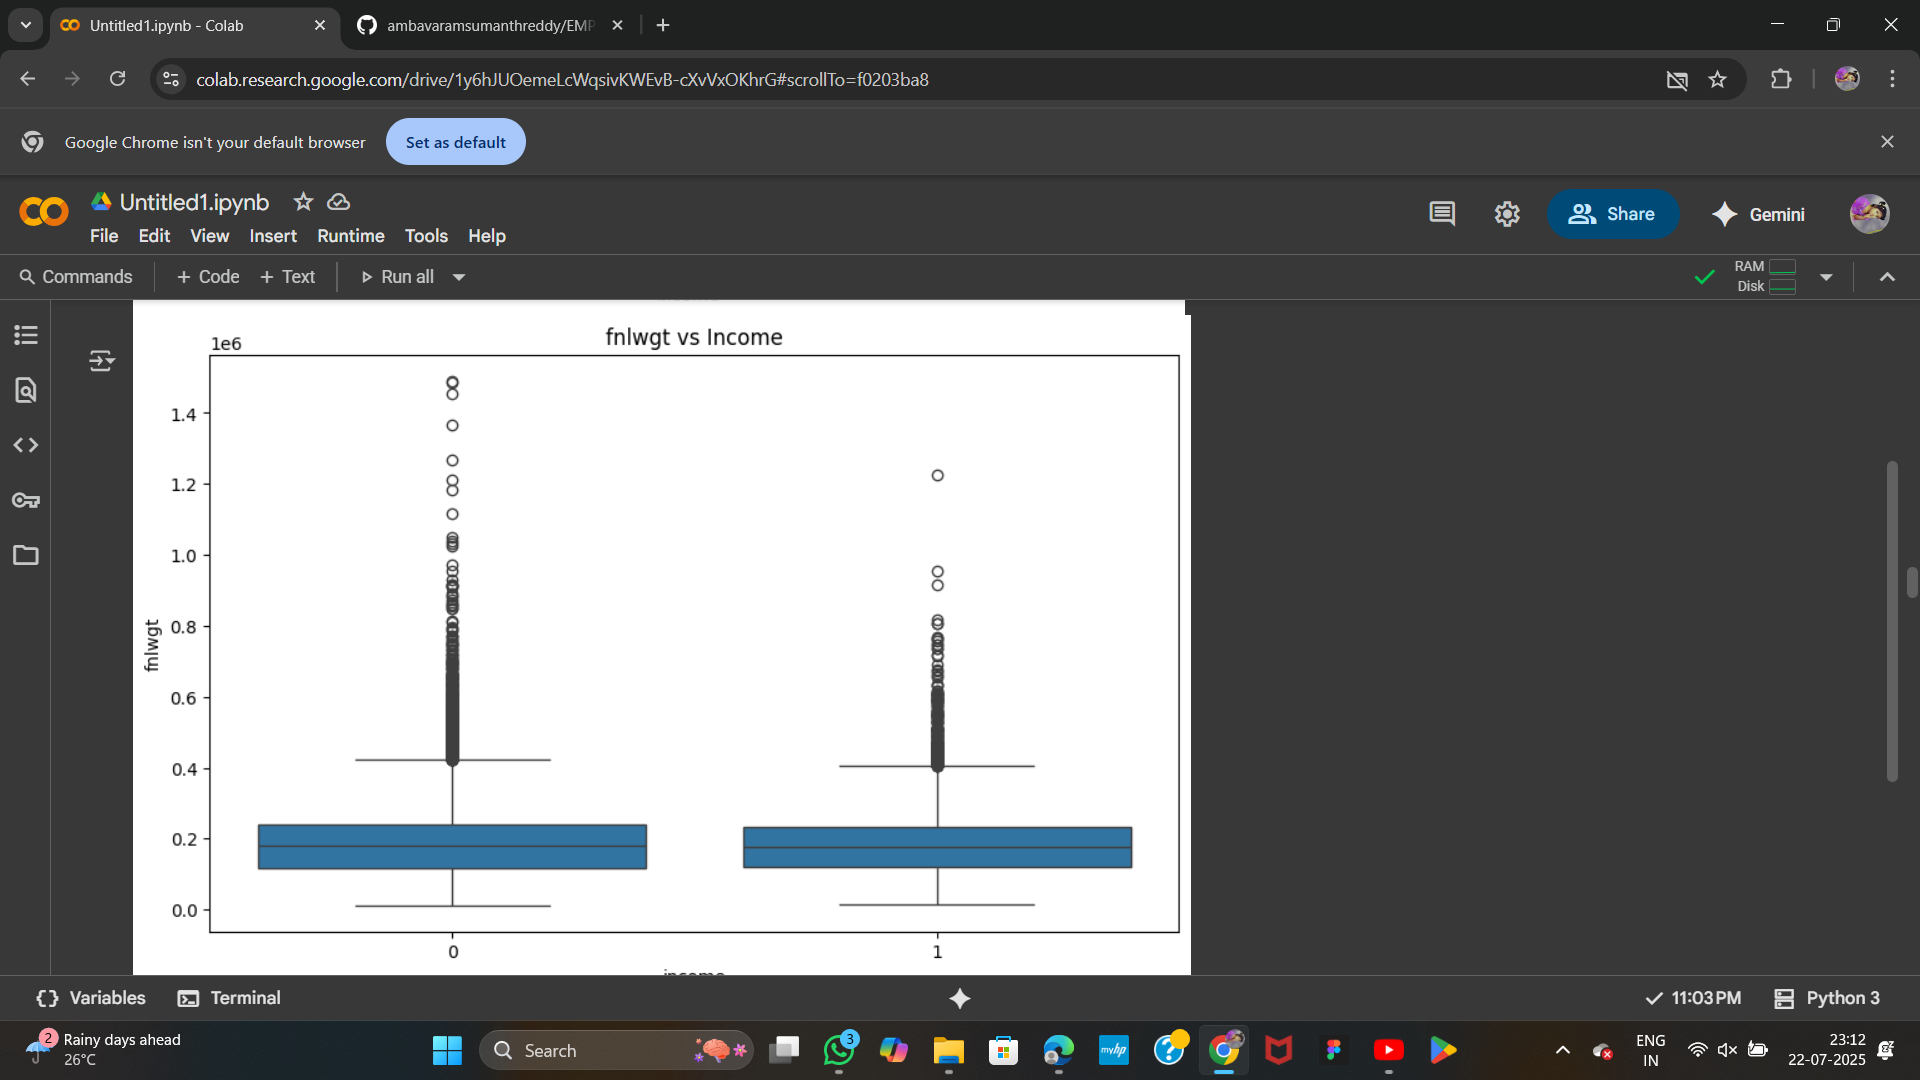 Untitled1.ipynb - Colab
ambavaramsumanthreddy/EMP
colab.research.google.com/drive/1y6hJUOemeLcWqsivKWEvB-cXvVxOKhrG#scrollTo=f0203ba8
Google Chrome isn't your default browser
Set as default
Untitled1.ipynb
File Edit View Insert Runtime Tools Help
Share
Gemini
Commands
+ Code + Text
Run all
RAM
Disk
fnlwgt vs Income
1e6
1.4
1.2
1.0
0.8
0.6
0.4
0.2
0.0
fnlwgt
0 1
income
Variables
Terminal
11:03 PM
Python 3
2
Rainy days ahead
26°C
Search
3
myhp
ENG
IN
23:12
22-07-2025